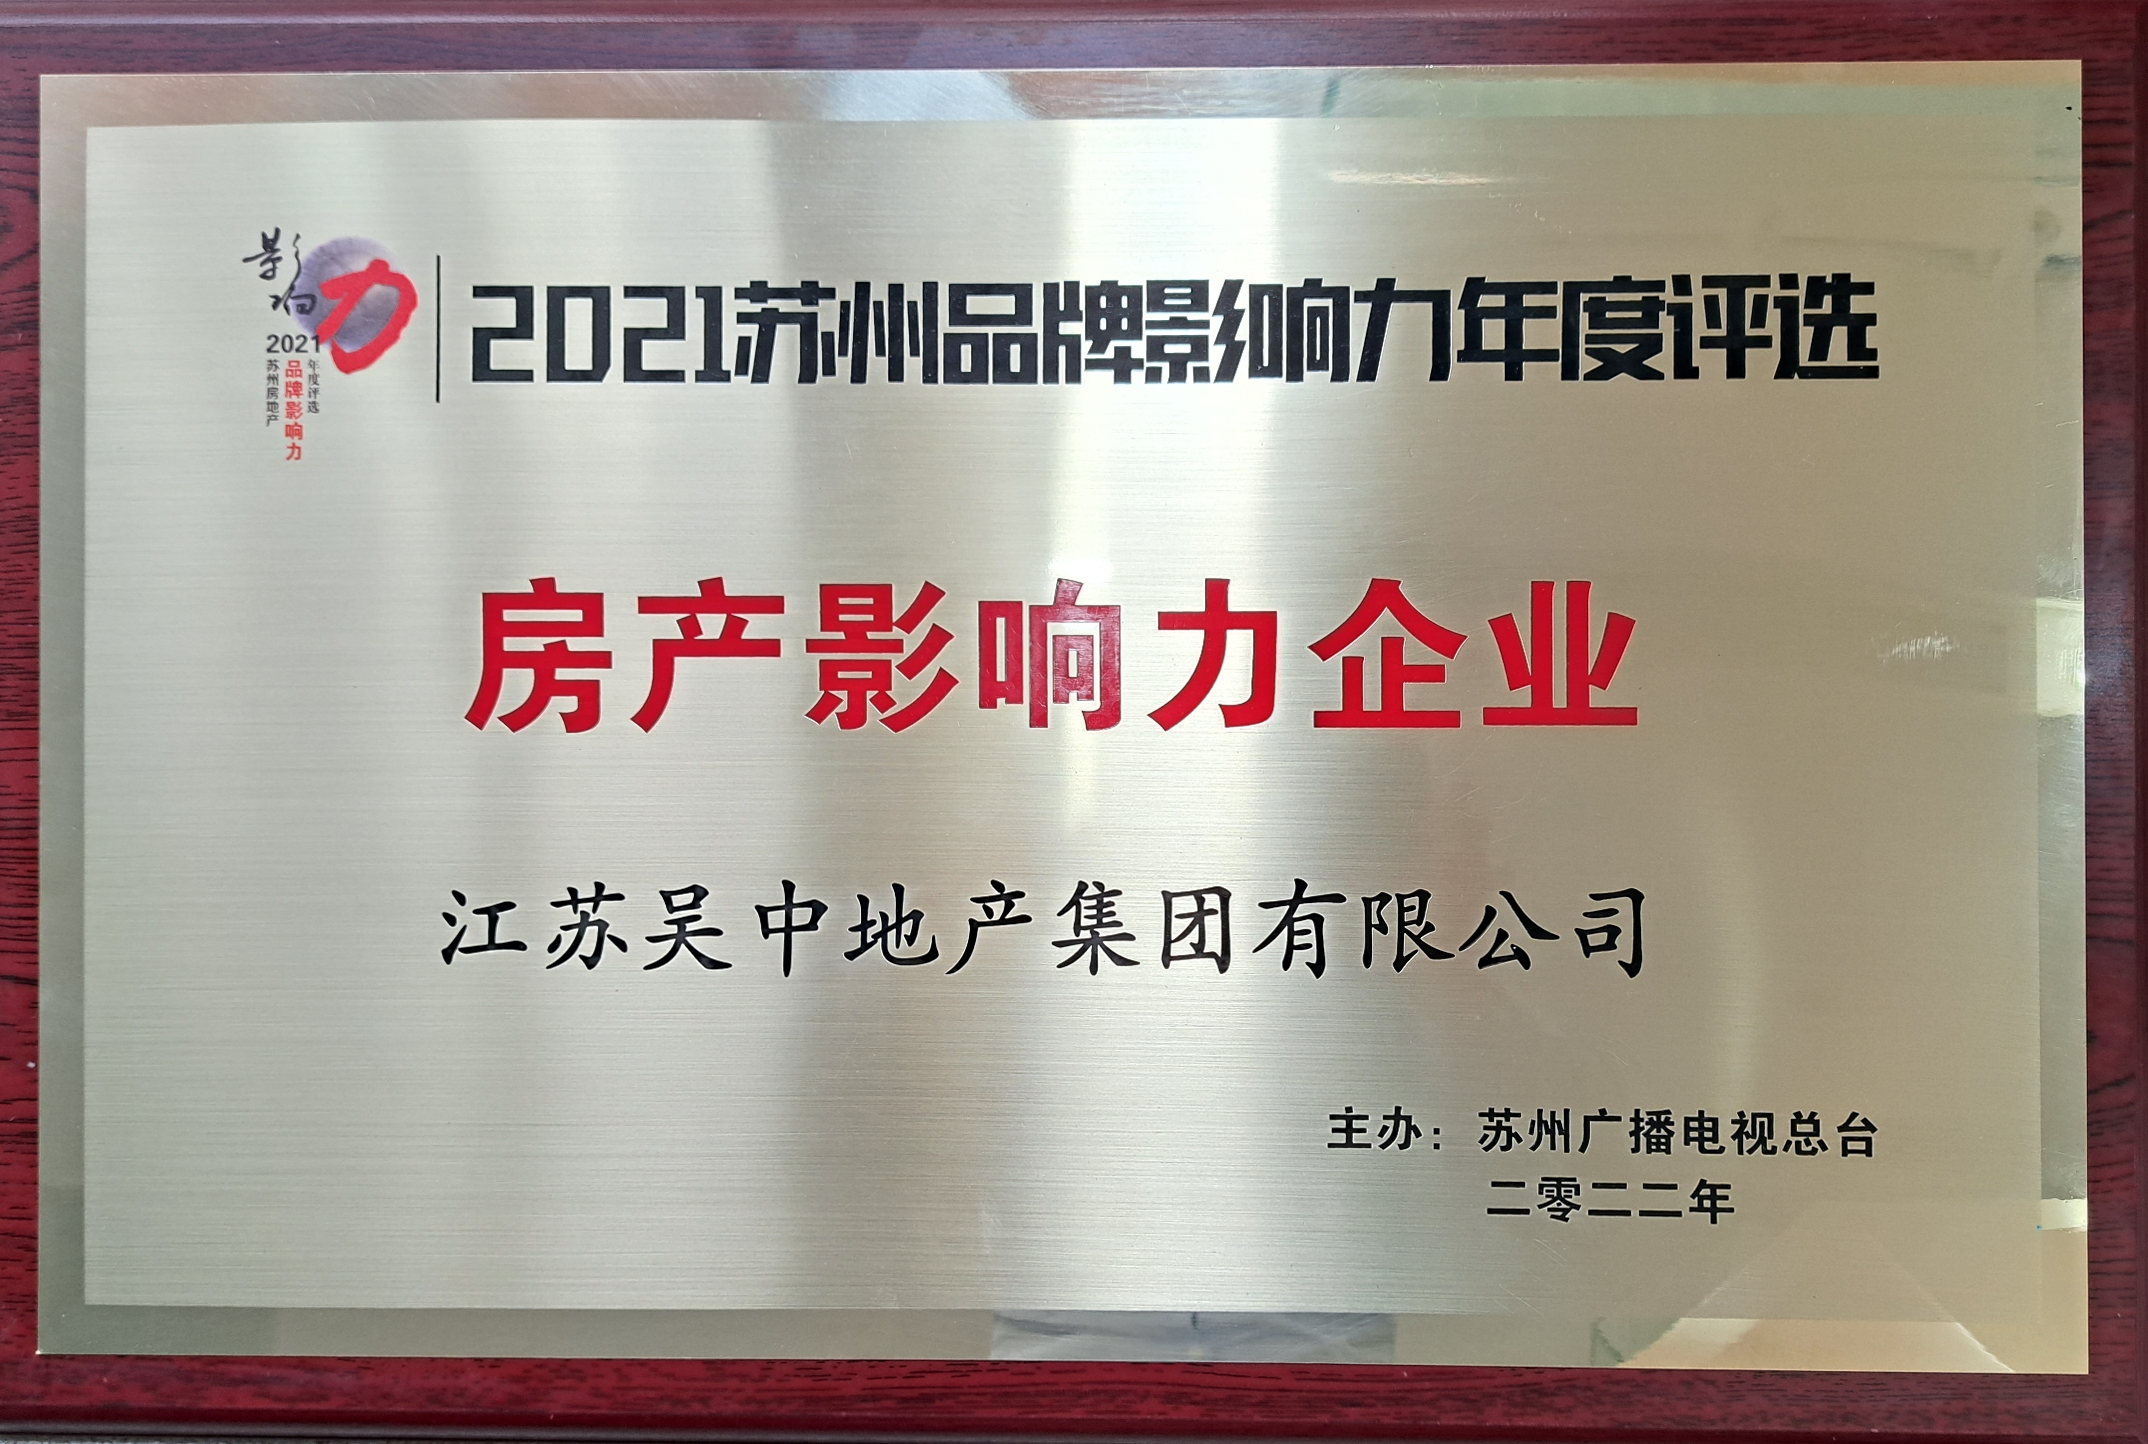 影响力
2021
苏州房地产
品牌影响力
年度评选
2021苏州品牌影响力年度评选
房产影响力企业
江苏吴中地产集团有限公司
主办：苏州广播电视总台
二零二二年